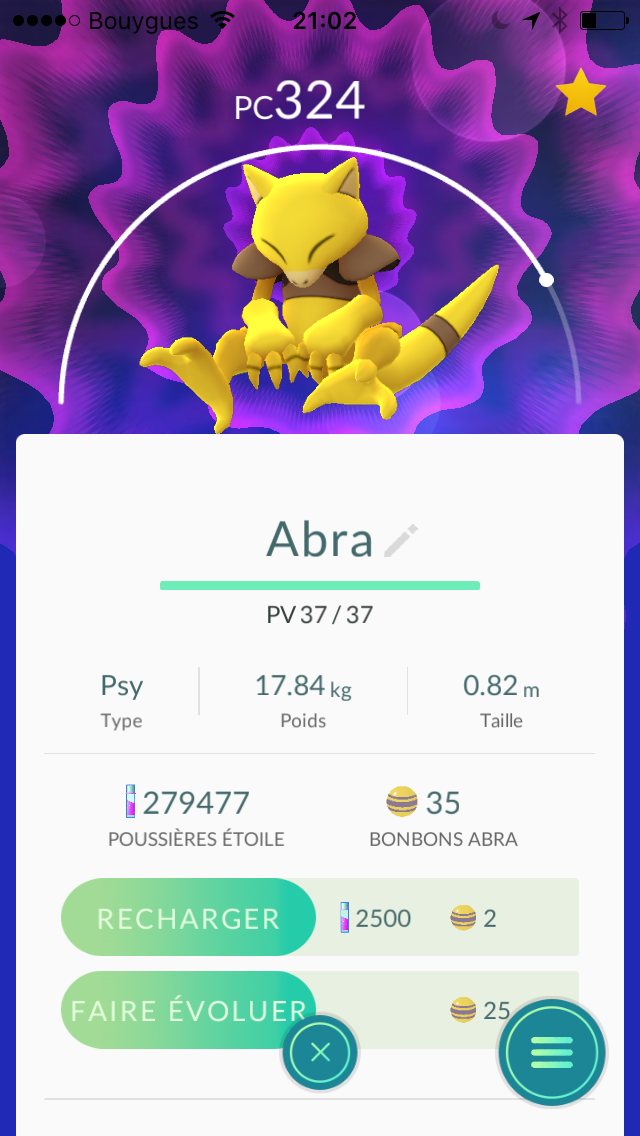 Bouygues 21:02
PC324
Abra
PV 37 / 37
Psy 17.84 kg 0.82 m
Type Poids Taille
279477 35
POUSSIÈRES ÉTOILE BONBONS ABRA
RECHARGER 2500 2
FAIRE ÉVOLUER 25